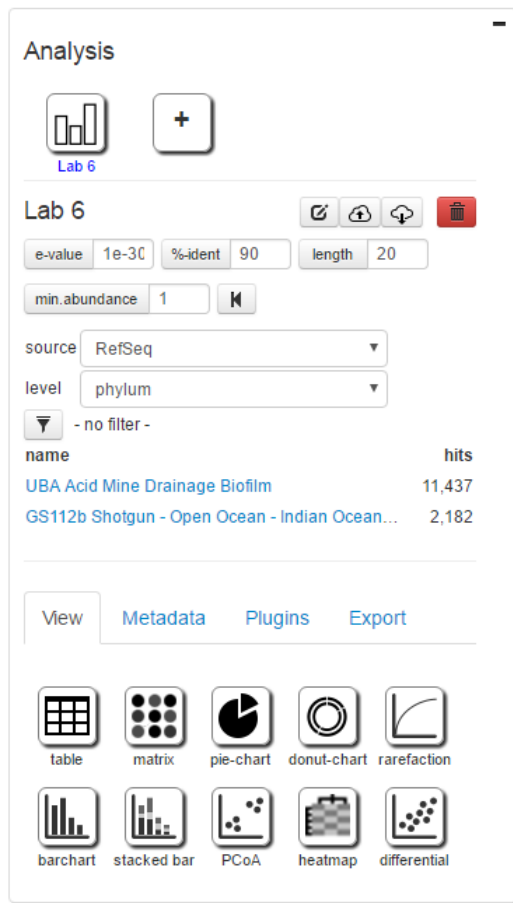 Analysis
+
Lab 6
Lab 6
e-value 1e-30 %-ident 90 length 20
min.abundance 1
source RefSeq
level phylum
- no filter -
name hits
UBA Acid Mine Drainage Biofilm 11,437
GS112b Shotgun - Open Ocean - Indian Ocean... 2,182
View Metadata Plugins Export
table matrix pie-chart donut-chart rarefaction
barchart stacked bar PCoA heatmap differential